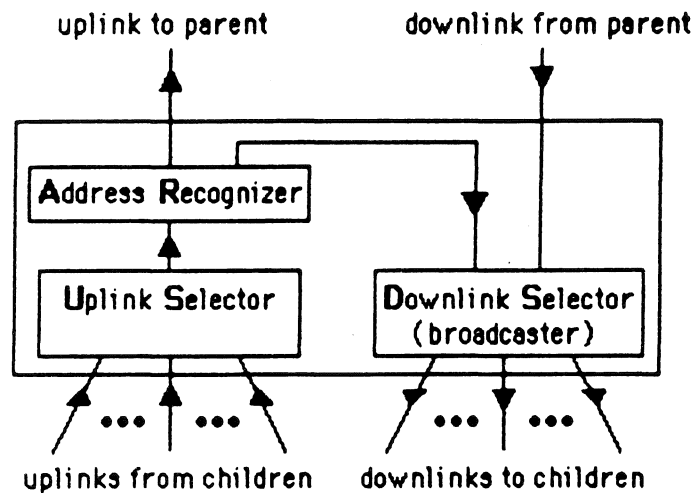 uplink to parent
downlink from parent
Address Recognizer
Uplink Selector
Downlink Selector
(broadcaster)
uplinks from children
downlinks to children